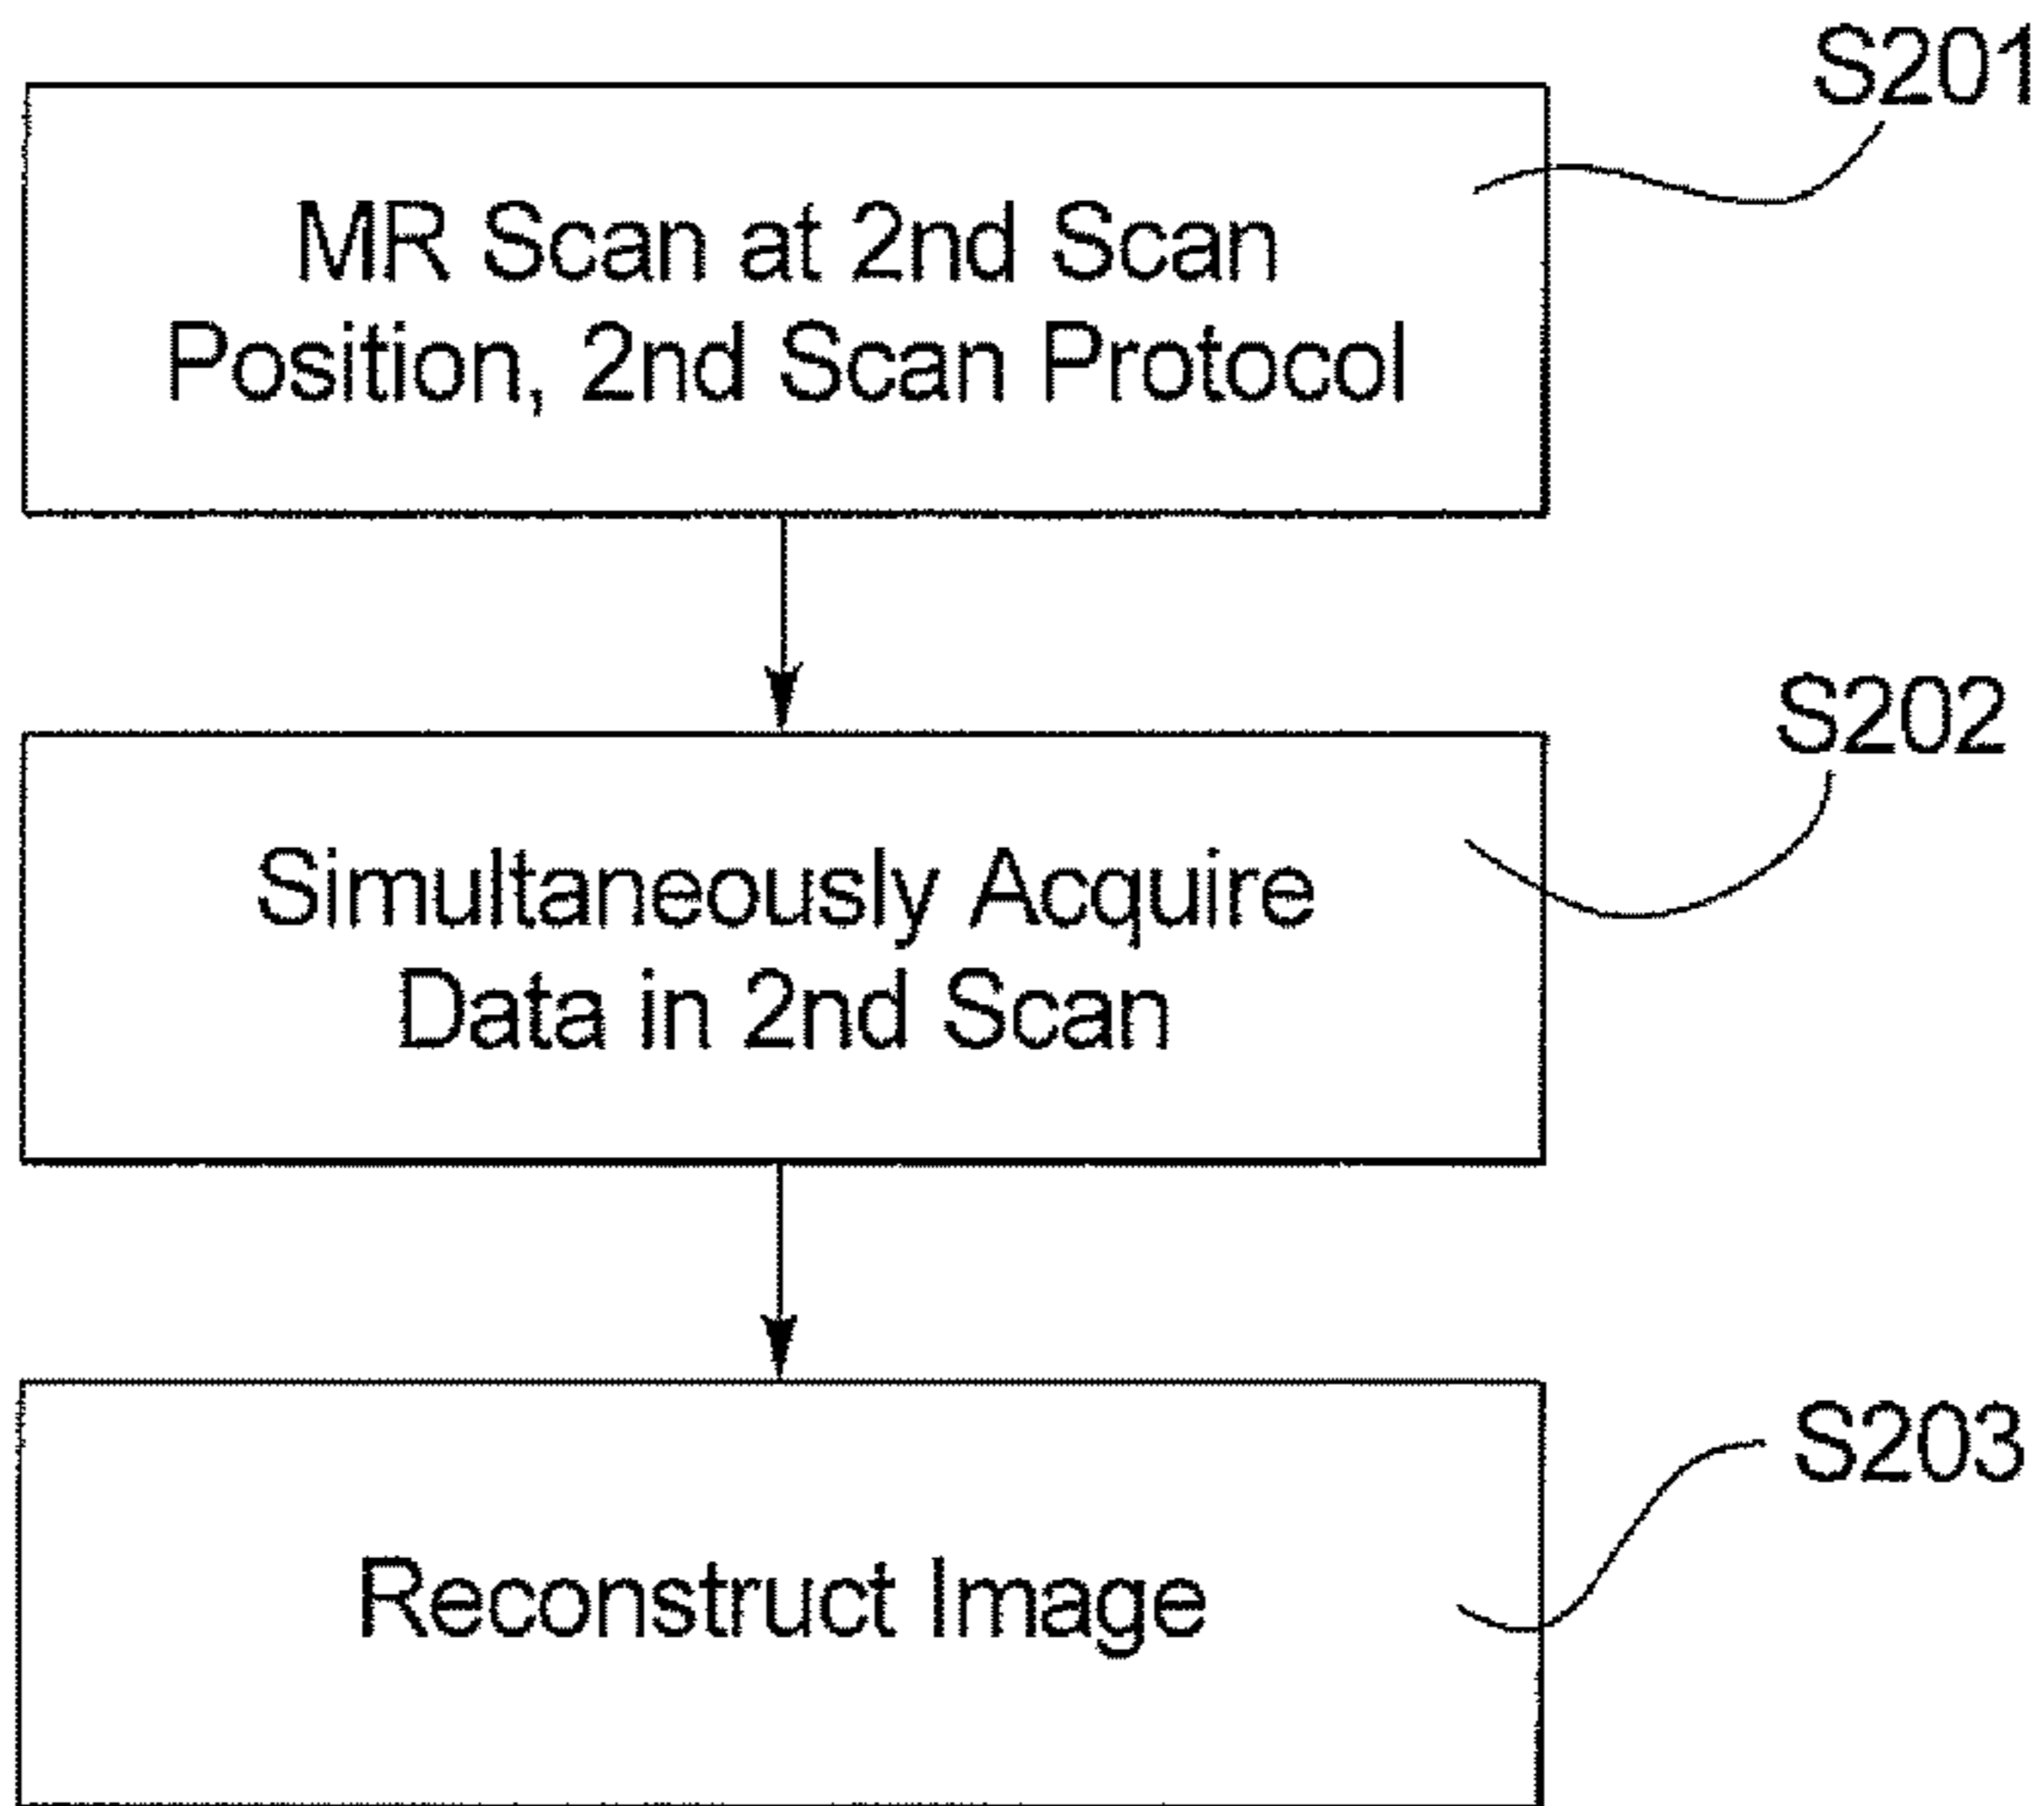 S201
MR Scan at 2nd Scan
Position, 2nd Scan Protocol
S202
Simultaneously Acquire
Data in 2nd Scan
S203
Reconstruct Image